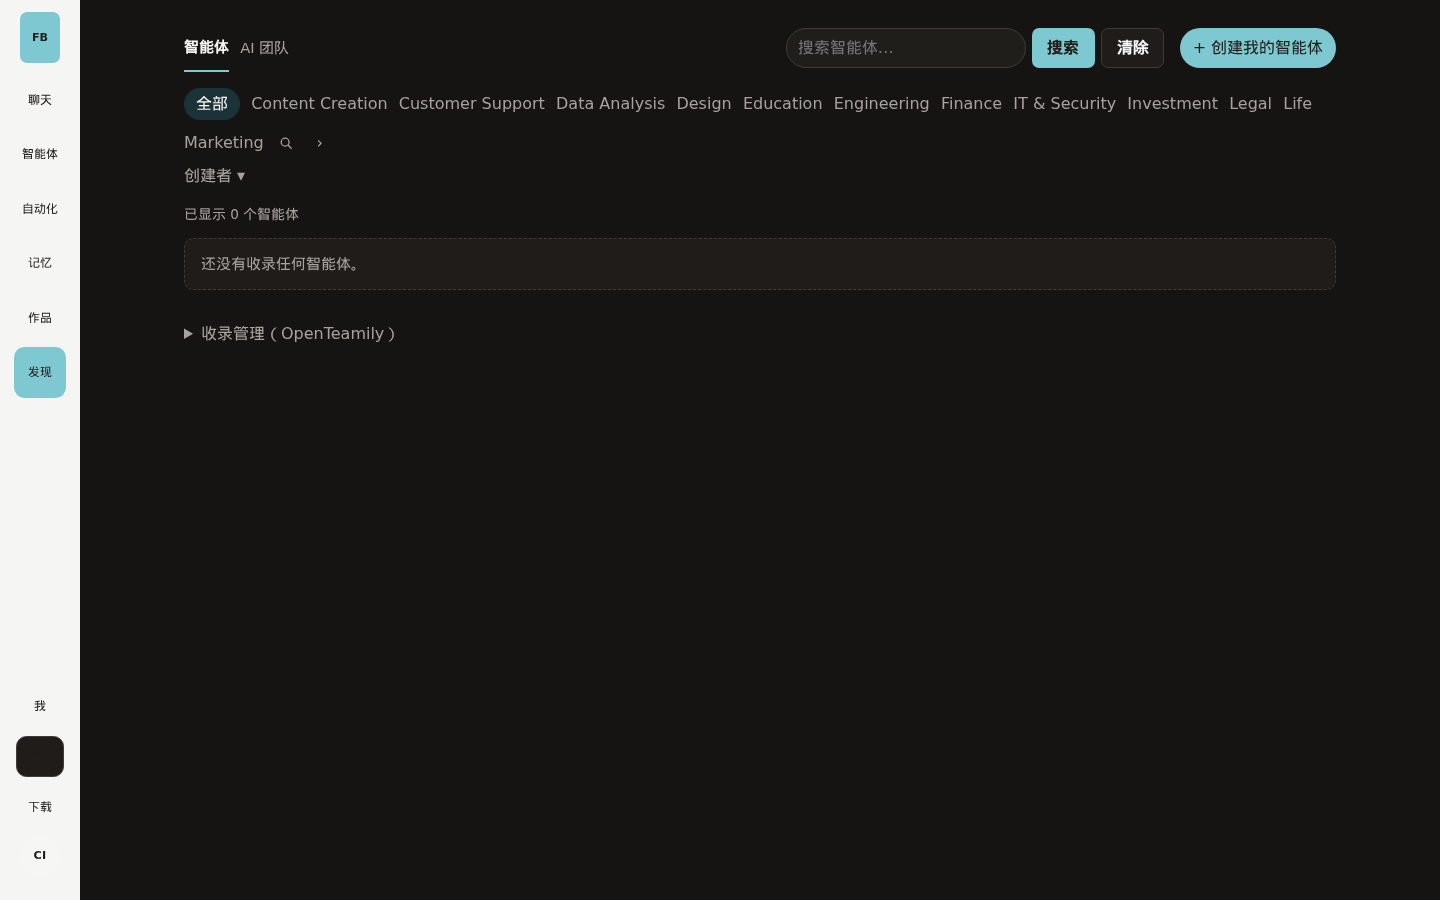 FB
聊天
智能体
自动化
记忆
作品
发现
我
下载
CI
智能体 AI 团队
搜索智能体... 搜索 清除 + 创建我的智能体
全部 Content Creation Customer Support Data Analysis Design Education Engineering Finance IT & Security Investment Legal Life
Marketing ›
创建者 ▾
已显示 0 个智能体
还没有收录任何智能体。
▶ 收录管理（OpenTeamily）